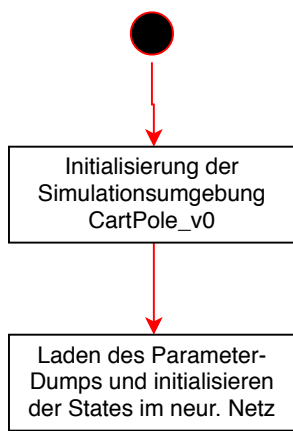 Initialisierung der
Simulationsumgebung
CartPole_v0
Laden des Parameter-
Dumps und initialisieren
der States im neur. Netz